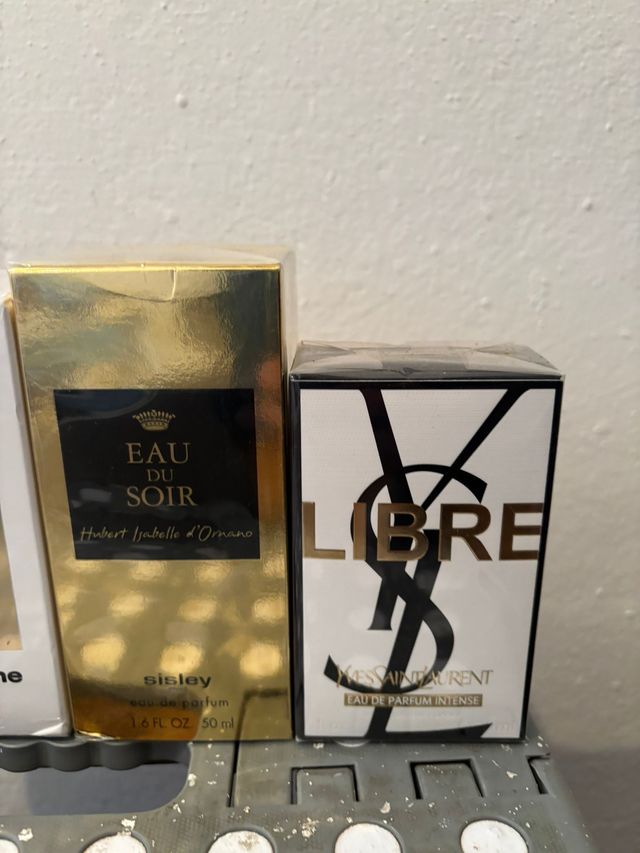 EAU
DU
SOIR
Hubert Isabelle d'Ornano
sisley
eau de parfum
1.6 FL. OZ. 50 ml
YSL
LIBRE
YVESSAINTLAURENT
EAU DE PARFUM INTENSE
ne